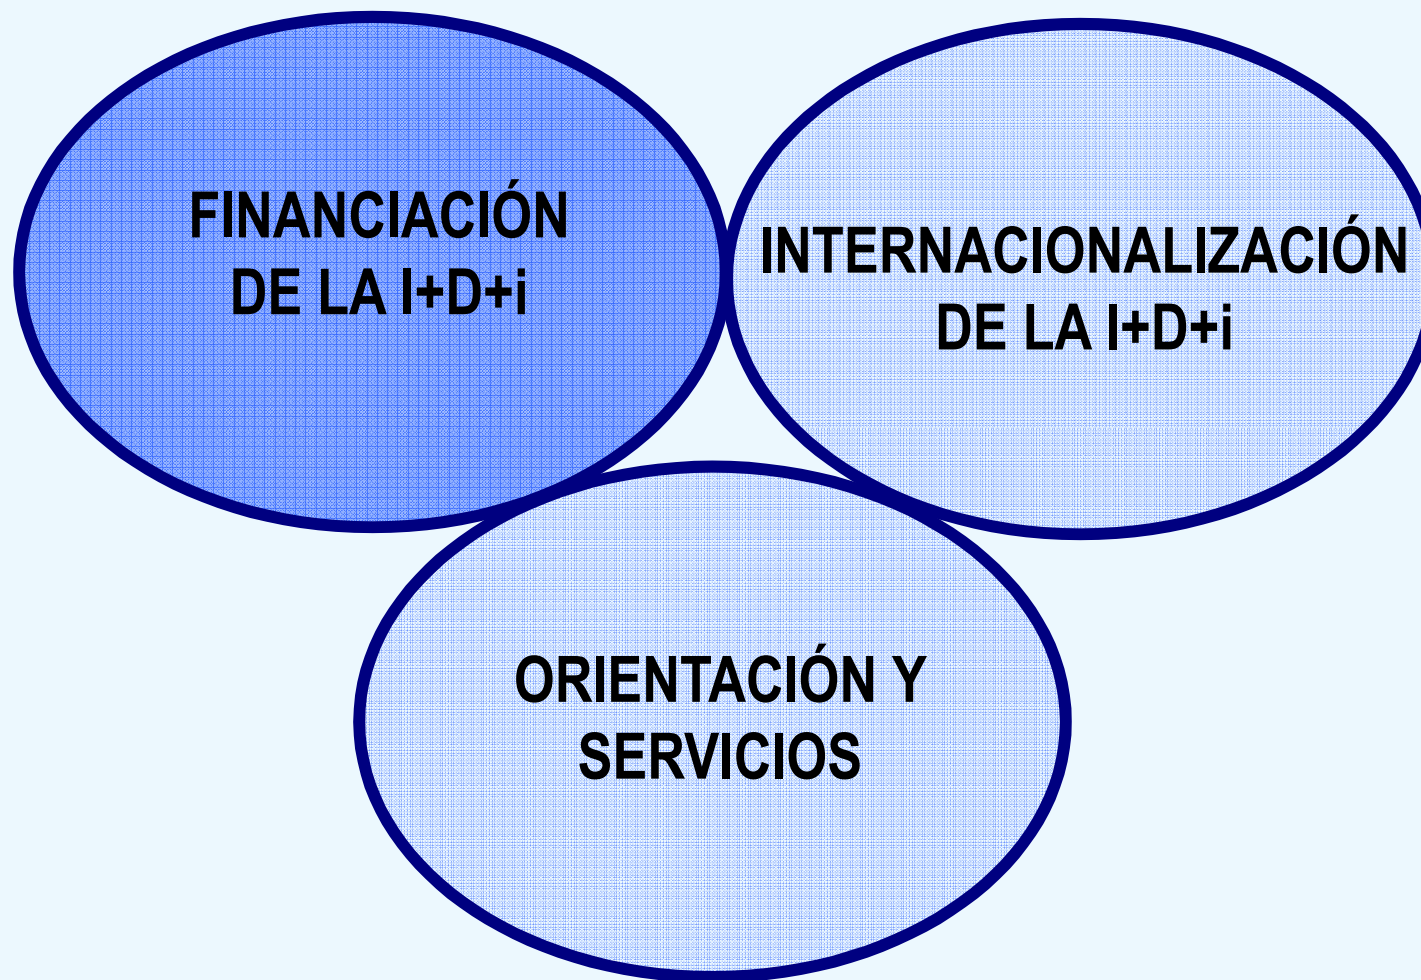 FINANCIACIÓN
DE LA I+D+i
INTERNACIONALIZACIÓN
DE LA I+D+i
ORIENTACIÓN Y
SERVICIOS